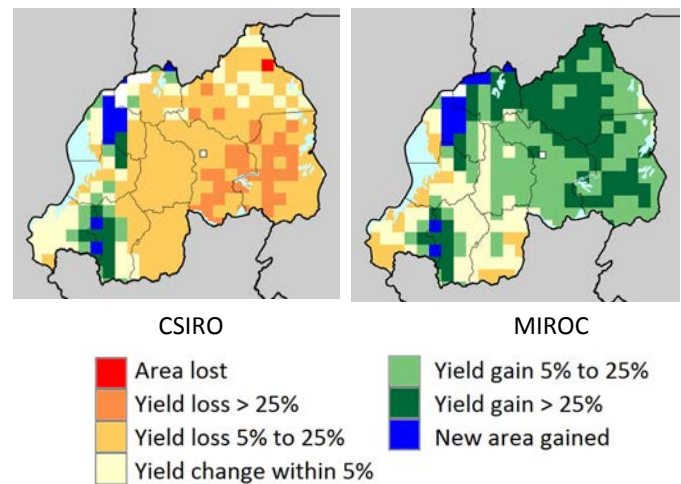 CSIRO
MIROC
Area lost
Yield loss > 25%
Yield loss 5% to 25%
Yield change within 5%
Yield gain 5% to 25%
Yield gain > 25%
New area gained